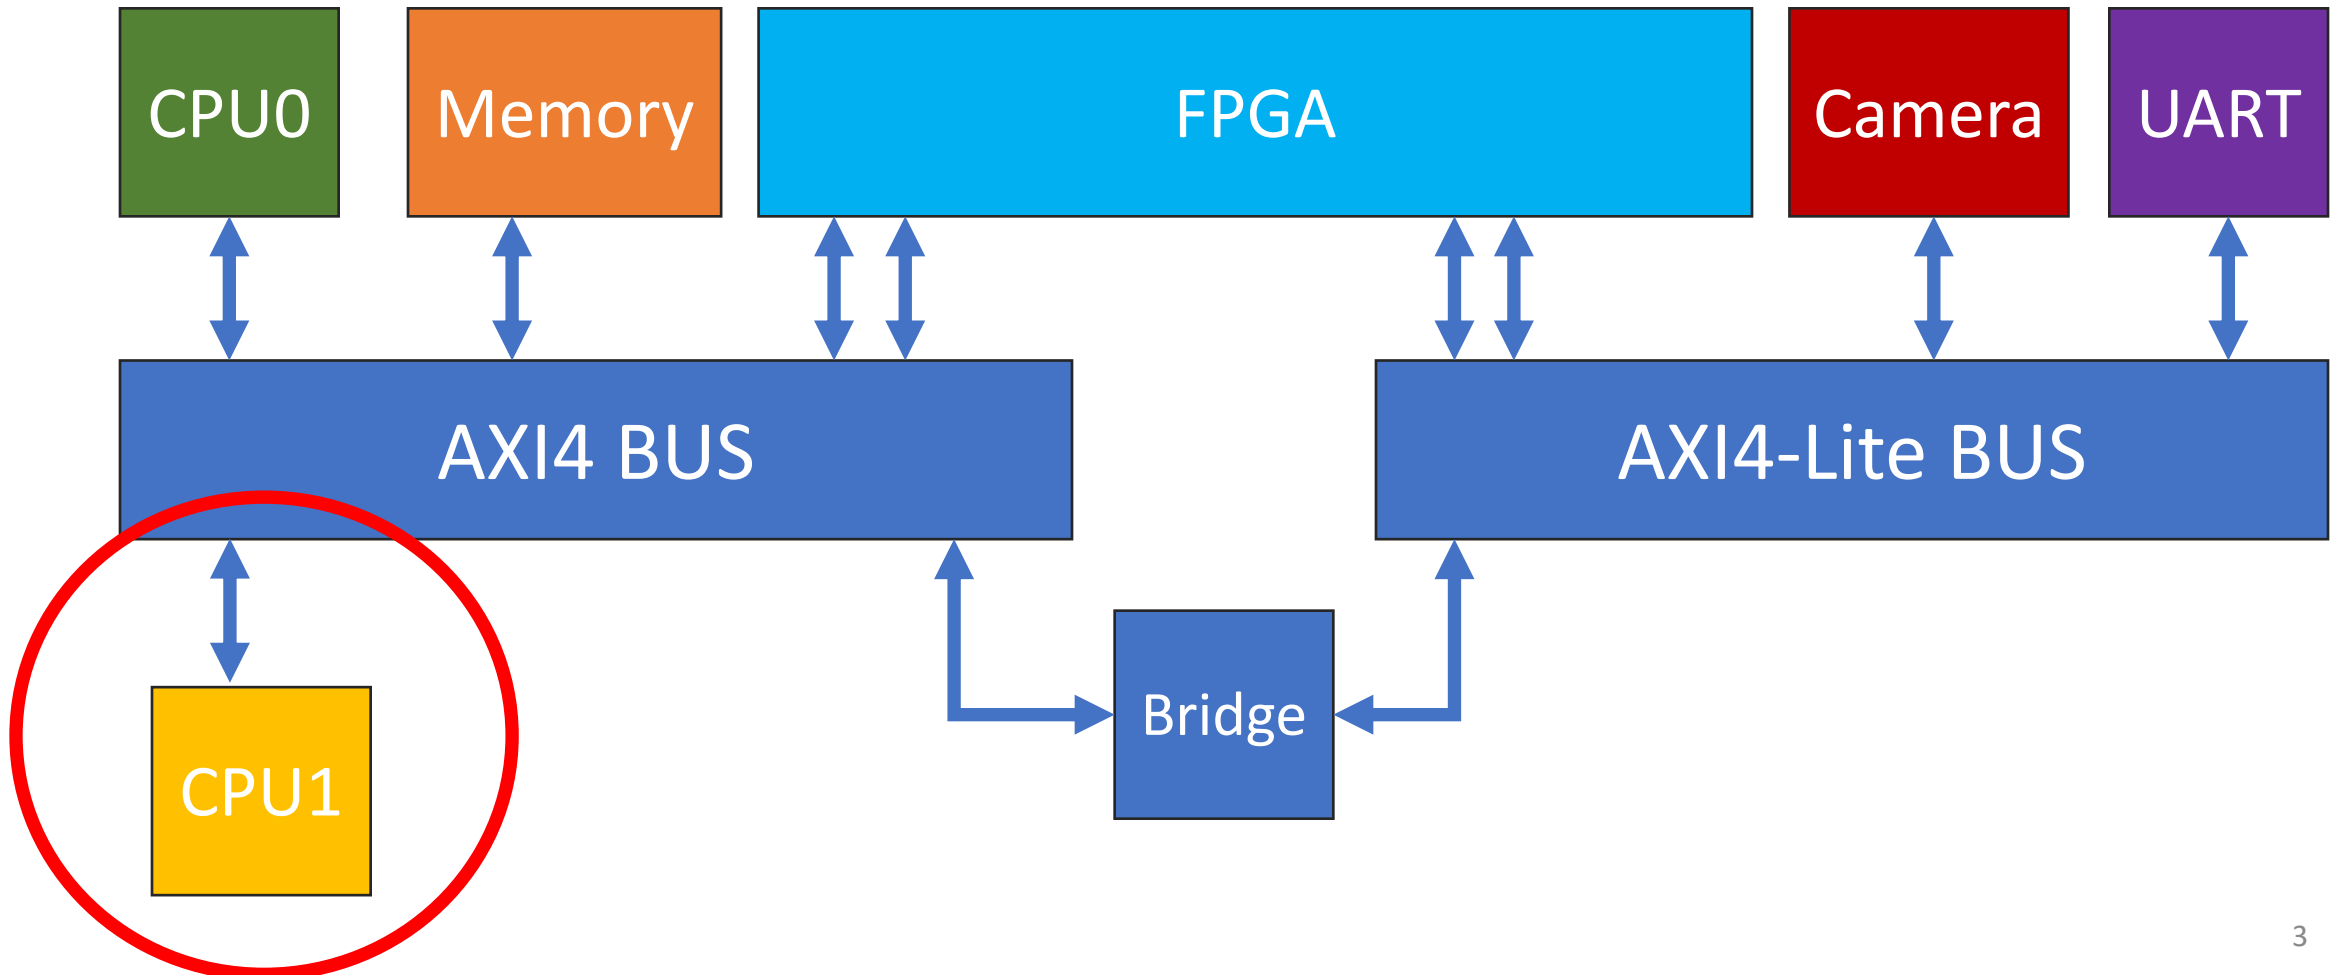 CPU0
Memory
FPGA
Camera
UART
AXI4 BUS
AXI4-Lite BUS
Bridge
CPU1
3